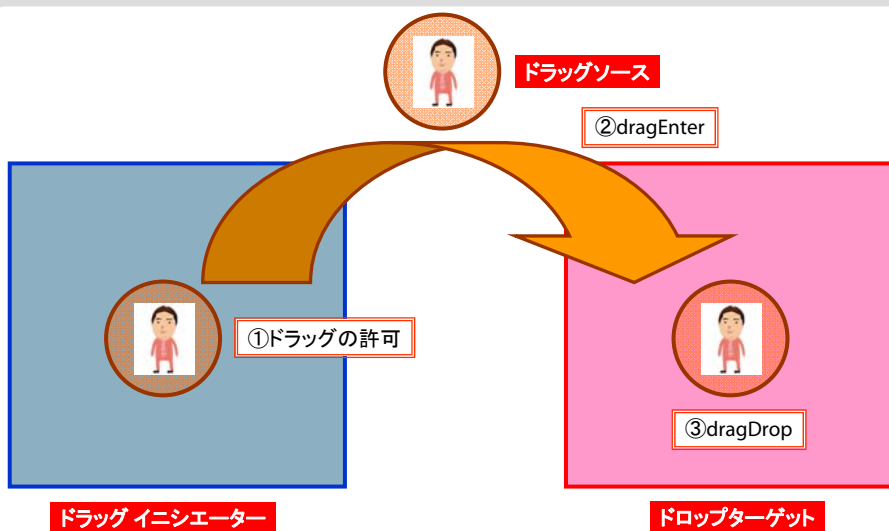 ドラッグソース
②dragEnter
①ドラッグの許可
③dragDrop
ドラッグ イニシエーター
ドロップターゲット